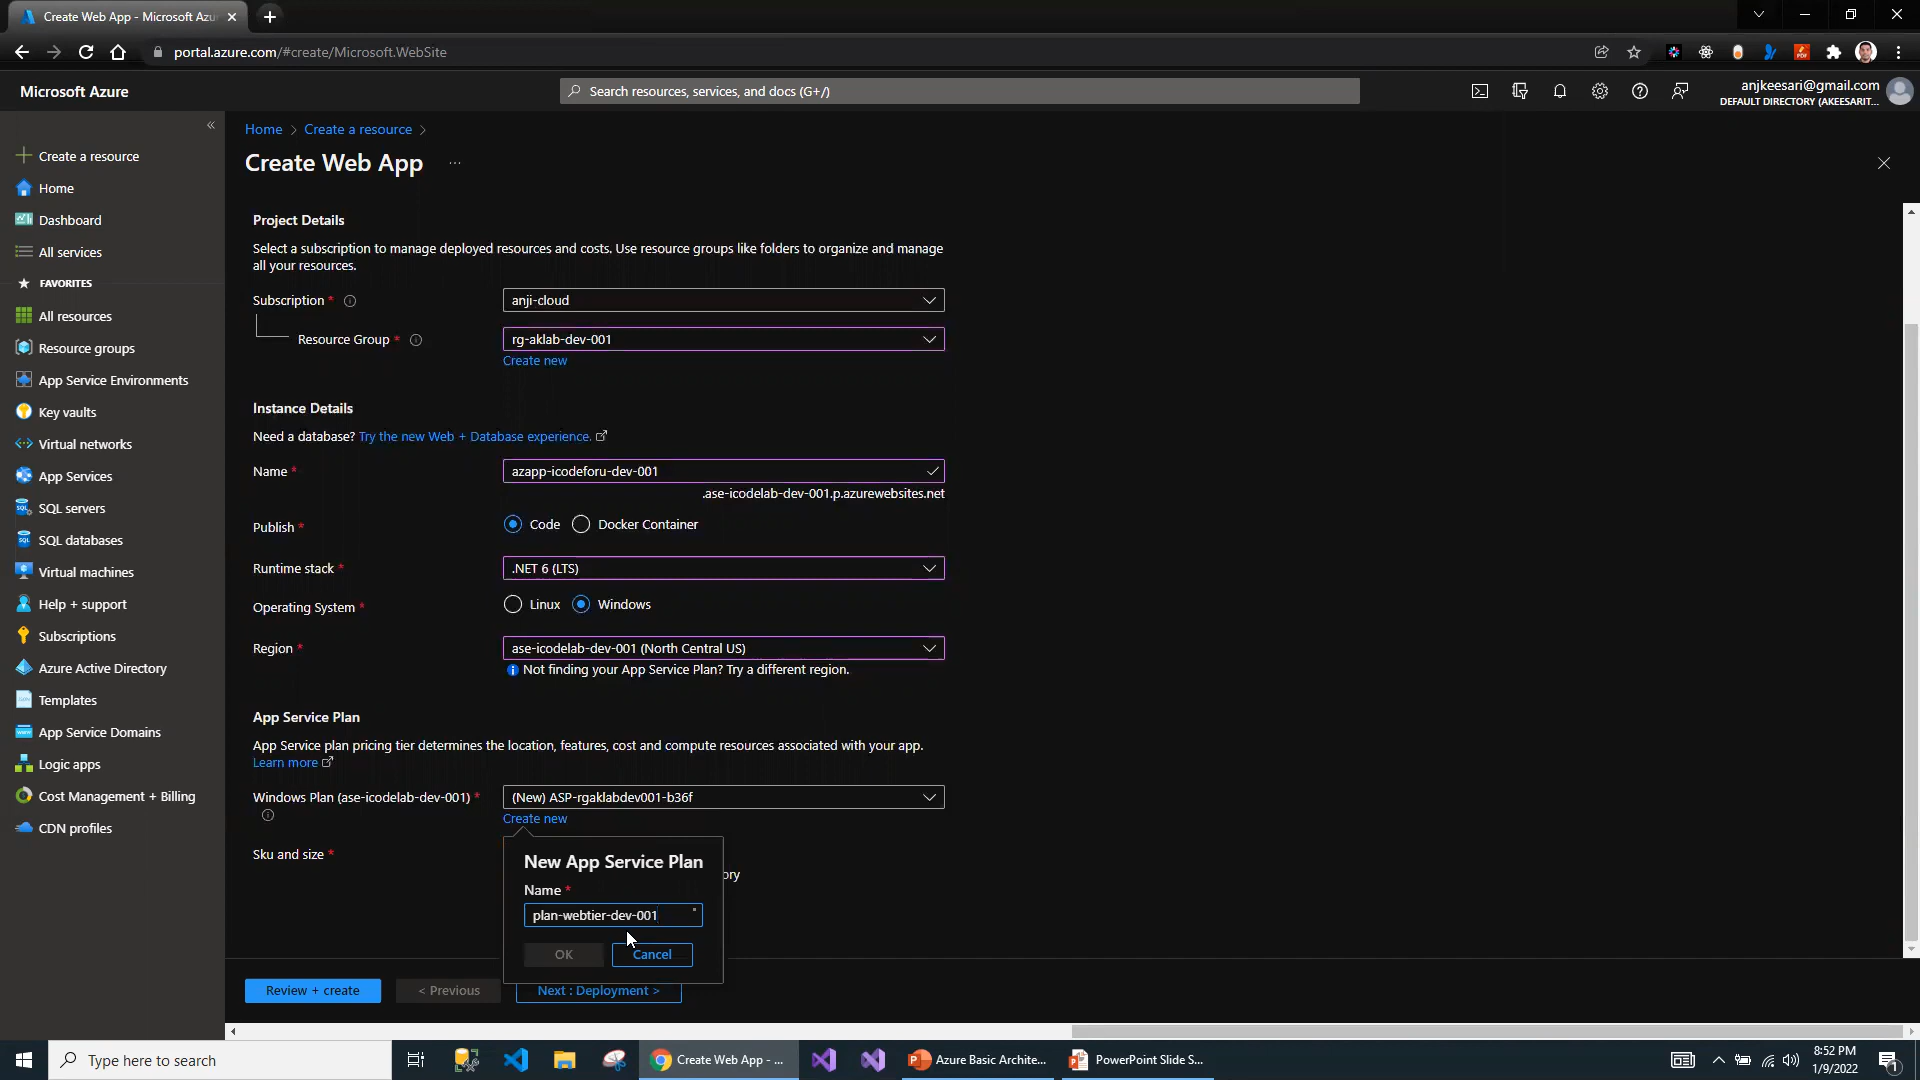 Create Web App - Microsoft Azu
portal.azure.com/#create/Microsoft.WebSite
Microsoft Azure
Search resources, services, and docs (G+/)
anjkeesari@gmail.com
DEFAULT DIRECTORY (AKEESARIT...
Create a resource
Home
Dashboard
All services
FAVORITES
All resources
Resource groups
App Service Environments
Key vaults
Virtual networks
App Services
SQL servers
SQL databases
Virtual machines
Help + support
Subscriptions
Azure Active Directory
Templates
App Service Domains
Logic apps
Cost Management + Billing
CDN profiles
Home > Create a resource >
Create Web App ...
Project Details
Select a subscription to manage deployed resources and costs. Use resource groups like folders to organize and manage
all your resources.
Subscription * anji-cloud
Resource Group * rg-aklab-dev-001
Create new
Instance Details
Need a database? Try the new Web + Database experience.
Name * azapp-icodeforu-dev-001
.ase-icodelab-dev-001.p.azurewebsites.net
Publish * Code Docker Container
Runtime stack * .NET 6 (LTS)
Operating System * Linux Windows
Region * ase-icodelab-dev-001 (North Central US)
Not finding your App Service Plan? Try a different region.
App Service Plan
App Service plan pricing tier determines the location, features, cost and compute resources associated with your app.
Learn more
Windows Plan (ase-icodelab-dev-001) * (New) ASP-rgaklabdev001-b36f
Create new
Sku and size *
ory
New App Service Plan
Name *
plan-webtier-dev-001
OK Cancel
Review + create < Previous Next : Deployment >
Type here to search
Create Web App - ...
Azure Basic Archite...
PowerPoint Slide S...
8:52 PM
1/9/2022
1